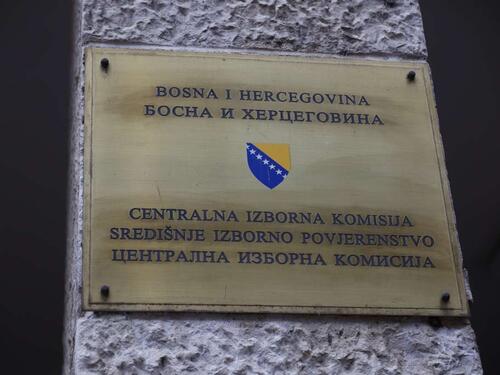 BOSNA I HERCEGOVINA
БОСНА И ХЕРЦЕГОВИНА
CENTRALNA IZBORNA KOMISIJA
SREDIŠNJE IZBORNO POVJERENSTVO
ЦЕНТРАЛНА ИЗБОРНА КОМИСИЈА